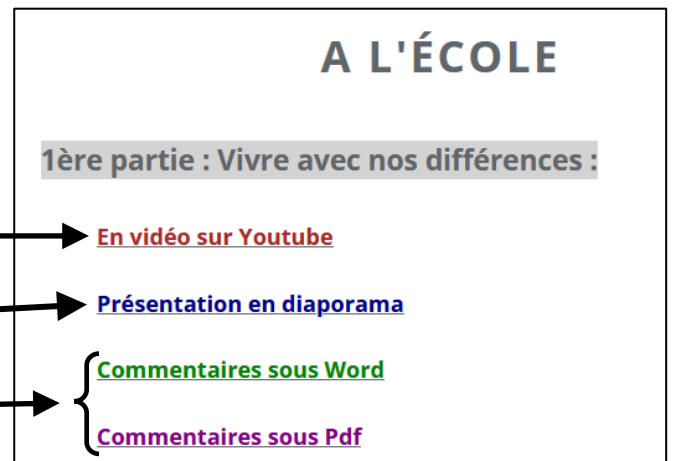 A L'ÉCOLE
1ère partie : Vivre avec nos différences :
En vidéo sur Youtube
Présentation en diaporama
Commentaires sous Word
Commentaires sous Pdf